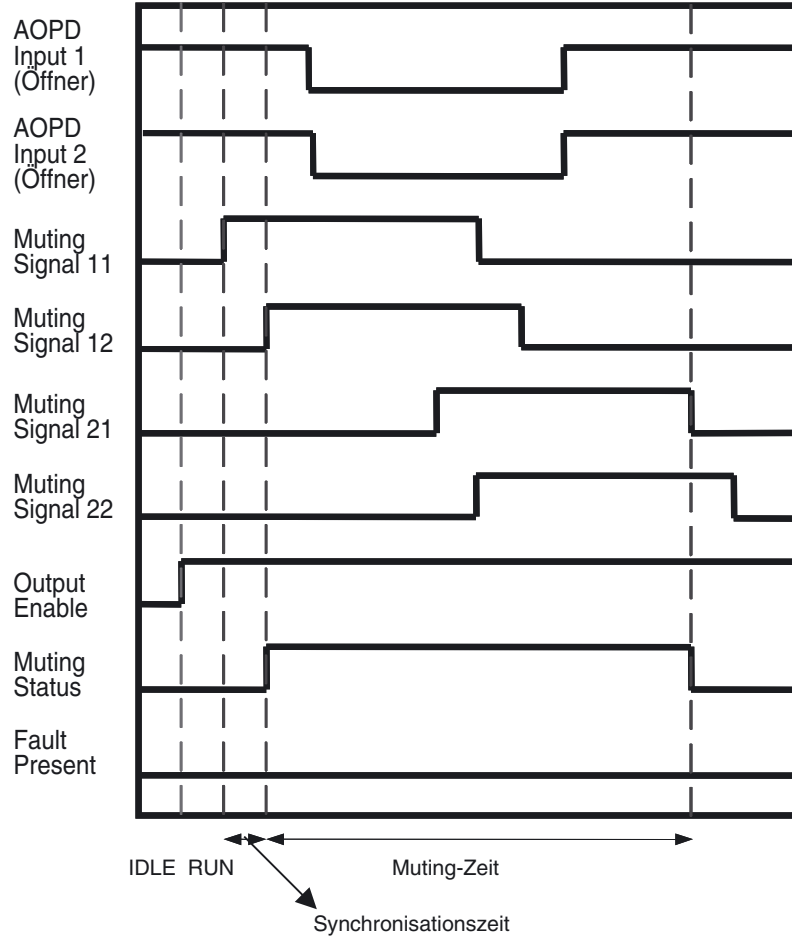 AOPD
Input 1
(Öffner)
AOPD
Input 2
(Öffner)
Muting
Signal 11
Muting
Signal 12
Muting
Signal 21
Muting
Signal 22
Output
Enable
Muting
Status
Fault
Present
IDLE RUN
Muting-Zeit
Synchronisationszeit